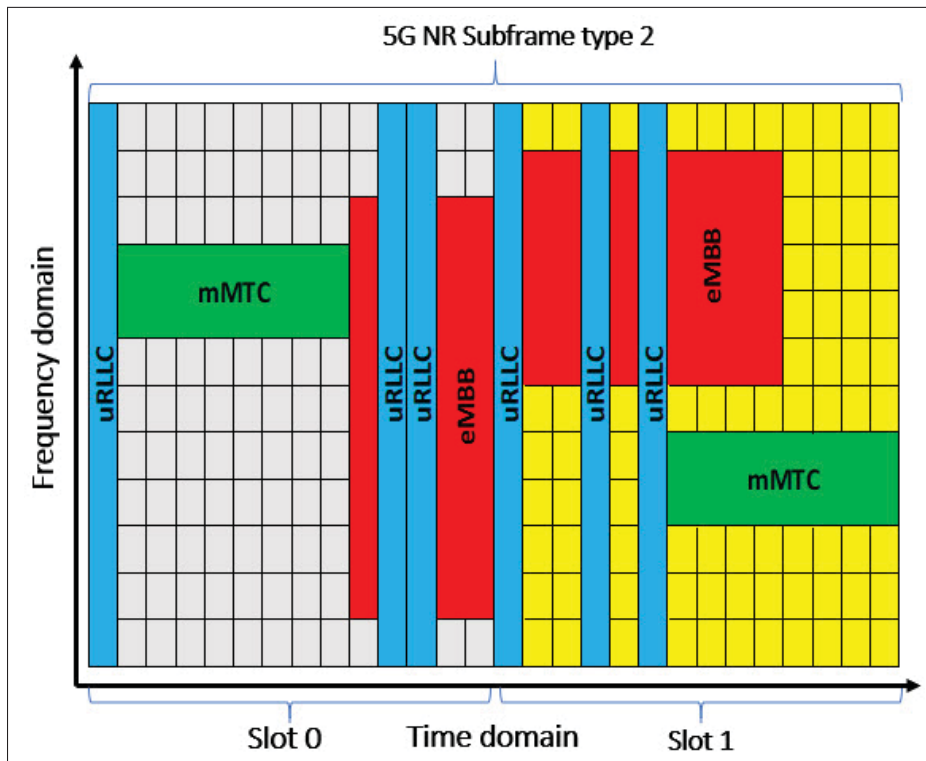 5G NR Subframe type 2
Frequency domain
uRLLC
mMTC
uRLLC
uRLLC
eMBB
uRLLC
uRLLC
uRLLC
eMBB
mMTC
Slot 0
Time domain
Slot 1